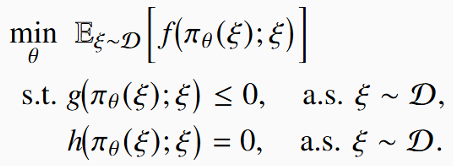 min_θ 𝔼_{ξ∼𝒟}[f(π_θ(ξ); ξ)]
s.t. g(π_θ(ξ); ξ) ≤ 0, a.s. ξ ∼ 𝒟,
h(π_θ(ξ); ξ) = 0, a.s. ξ ∼ 𝒟.